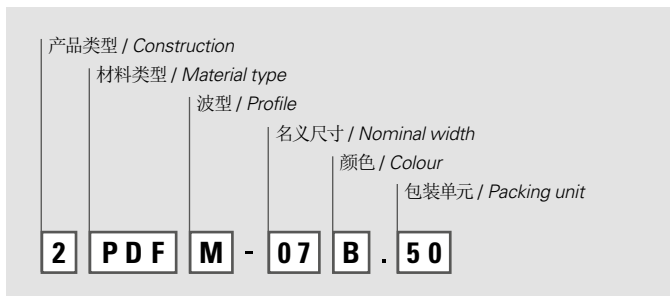 产品类型 / Construction
材料类型 / Material type
波型 / Profile
名义尺寸 / Nominal width
颜色 / Colour
包装单元 / Packing unit
2 PDF M - 07 B . 50